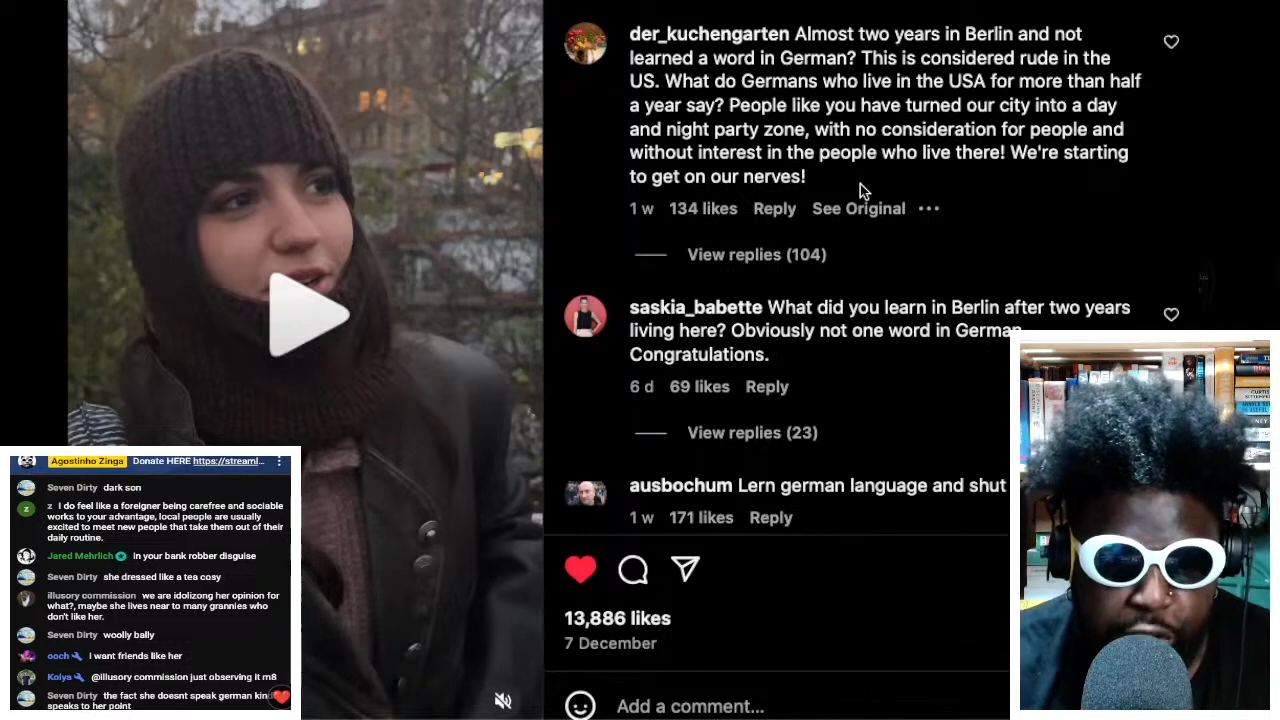 der_kuchengarten Almost two years in Berlin and not
learned a word in German? This is considered rude in the
US. What do Germans who live in the USA for more than half
a year say? People like you have turned our city into a day
and night party zone, with no consideration for people and
without interest in the people who live there! We're starting
to get on our nerves!
1 w 134 likes Reply See Original •••
View replies (104)
saskia_babette What did you learn in Berlin after two years
living here? Obviously not one word in German
Congratulations.
6 d 69 likes Reply
View replies (23)
ausbochum Lern german language and shut
1 w 171 likes Reply
13,886 likes
7 December
Add a comment...
Agostinho Zinga Donate HERE https://streaml...
Seven Dirty dark son
z I do feel like a foreigner being carefree and sociable
works to your advantage, local people are usually
excited to meet new people that take them out of their
daily routine.
Jared Mehrlich in your bank robber disguise
Seven Dirty she dressed like a tea cosy
illusory commission we are idolizong her opinion for
what?, maybe she lives near to many grannies who
don't like her.
Seven Dirty woolly bally
ooch I want friends like her
Kolya @illusory commission just observing it m8
Seven Dirty the fact she doesnt speak german kin
speaks to her point